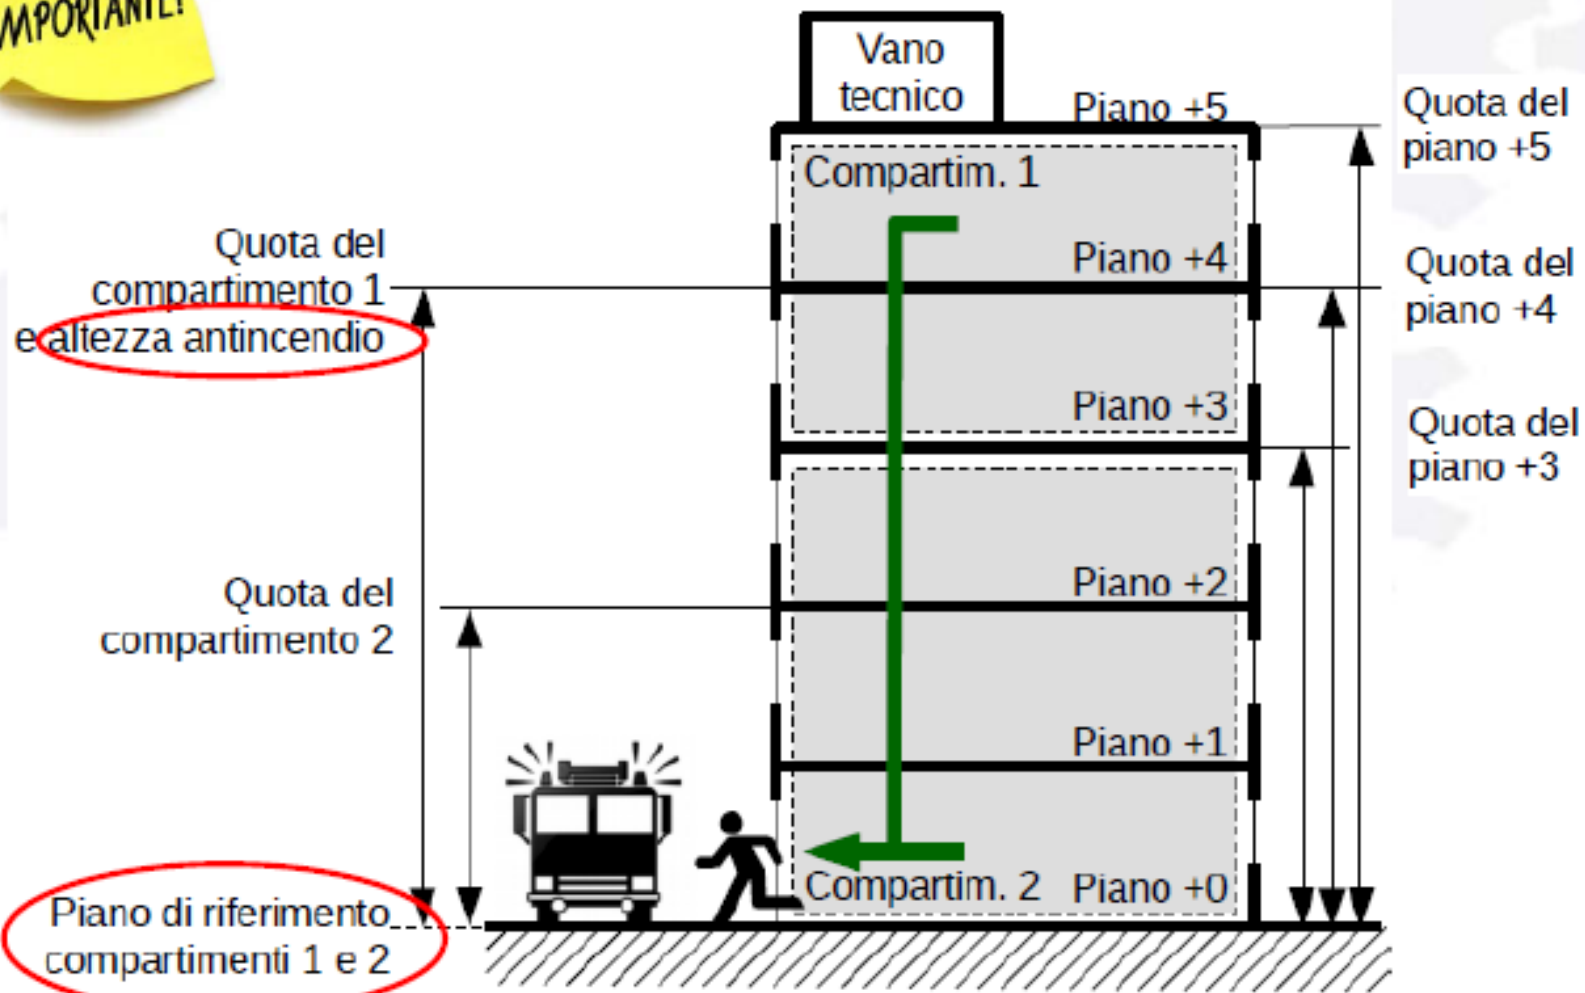 IMPORTANTE!
Vano
tecnico
Piano +5
Quota del
piano +5
Compartim. 1
Quota del
compartimento 1
e altezza antincendio
Piano +4
Quota del
piano +4
Piano +3
Quota del
piano +3
Quota del
compartimento 2
Piano +2
Piano +1
Compartim. 2 Piano +0
Piano di riferimento
compartimenti 1 e 2